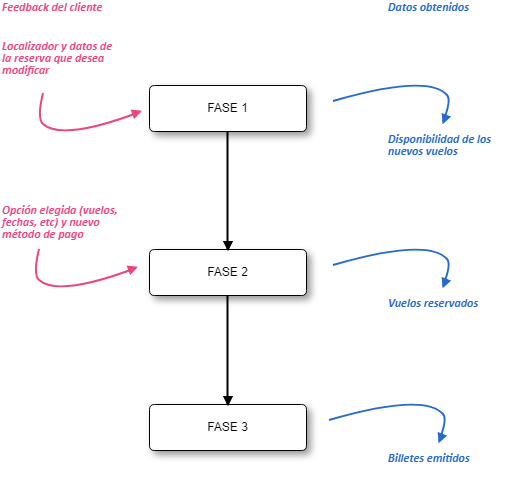 Feedback del cliente
Datos obtenidos
Localizador y datos de
la reserva que desea
modificar
FASE 1
Disponibilidad de los
nuevos vuelos
Opción elegida (vuelos,
fechas, etc) y nuevo
método de pago
FASE 2
Vuelos reservados
FASE 3
Billetes emitidos